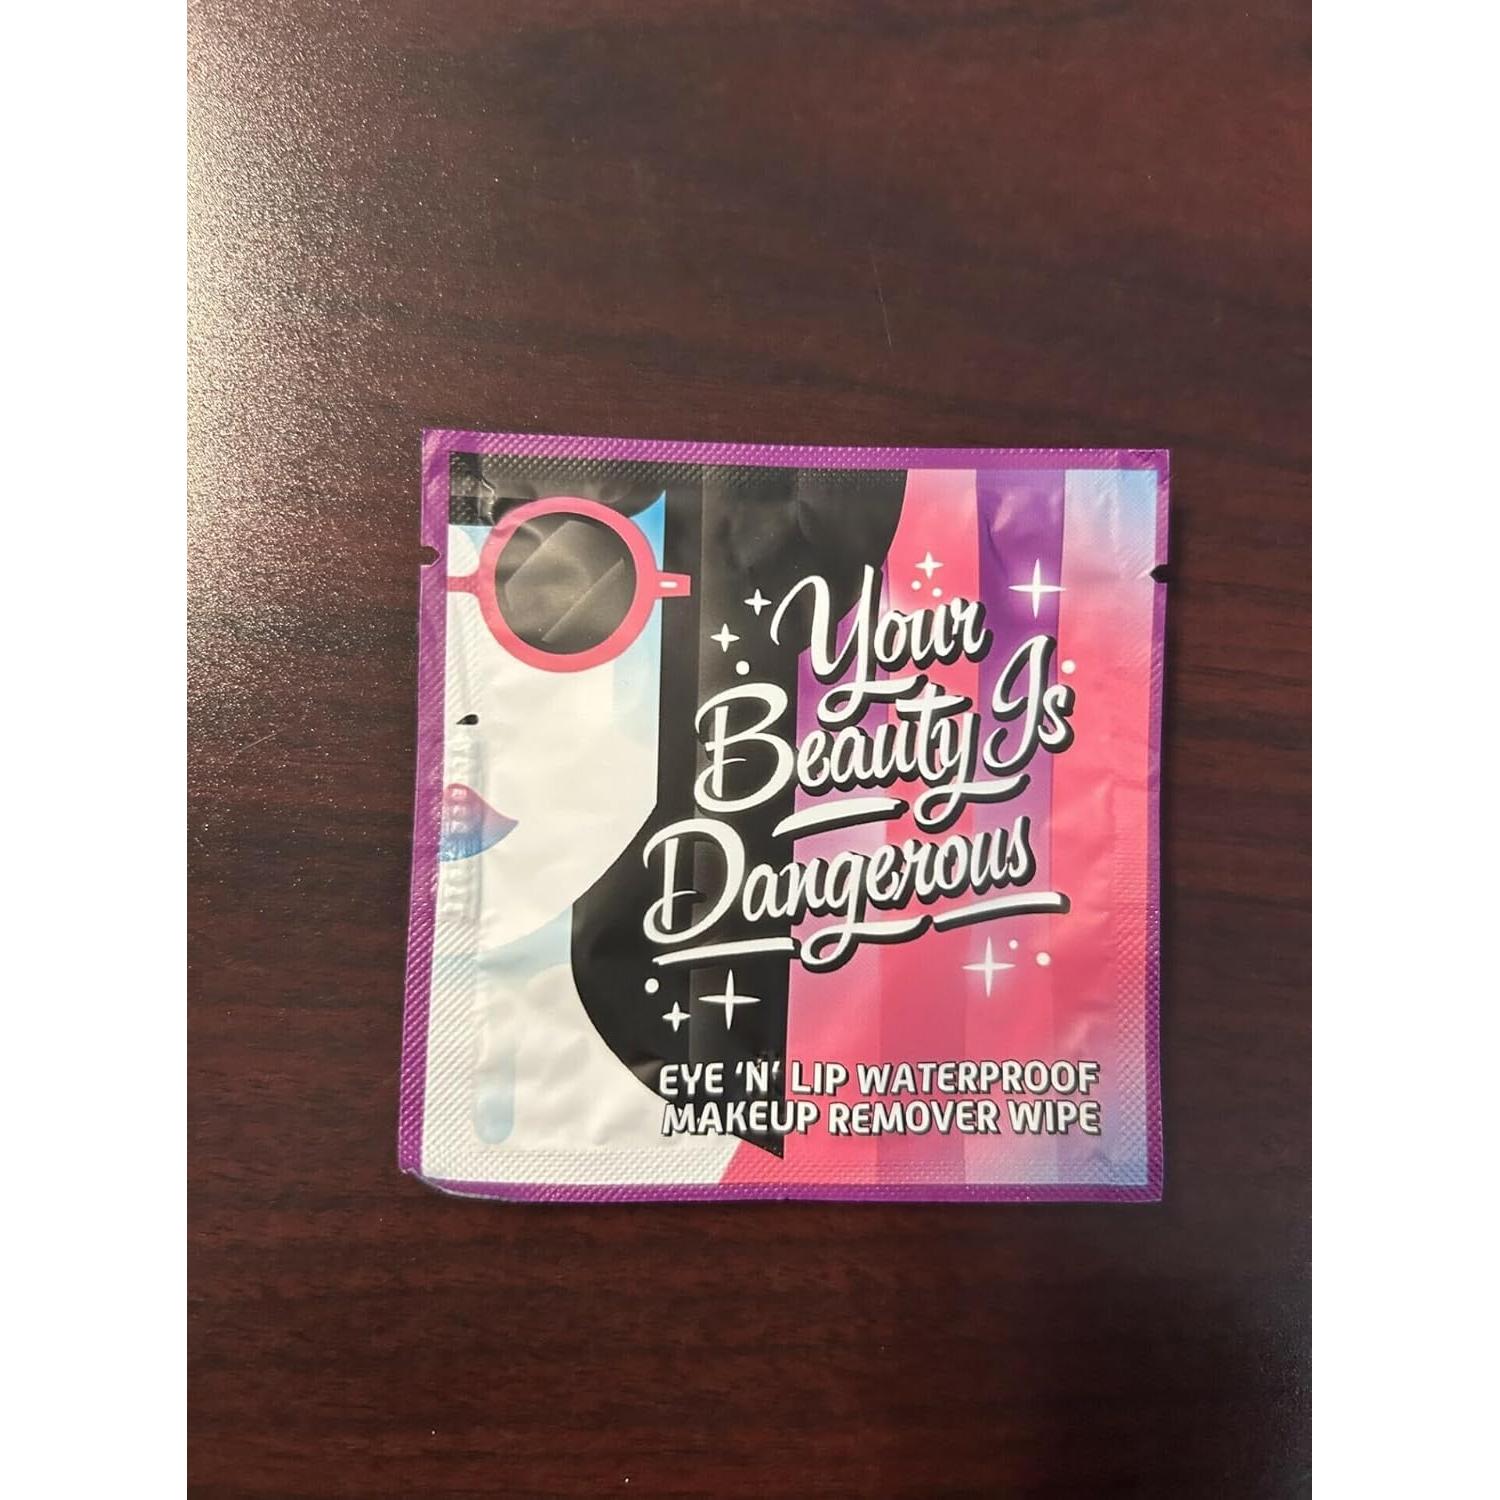 Your
Beauty Is
Dangerous
EYE 'N' LIP WATERPROOF
MAKEUP REMOVER WIPE